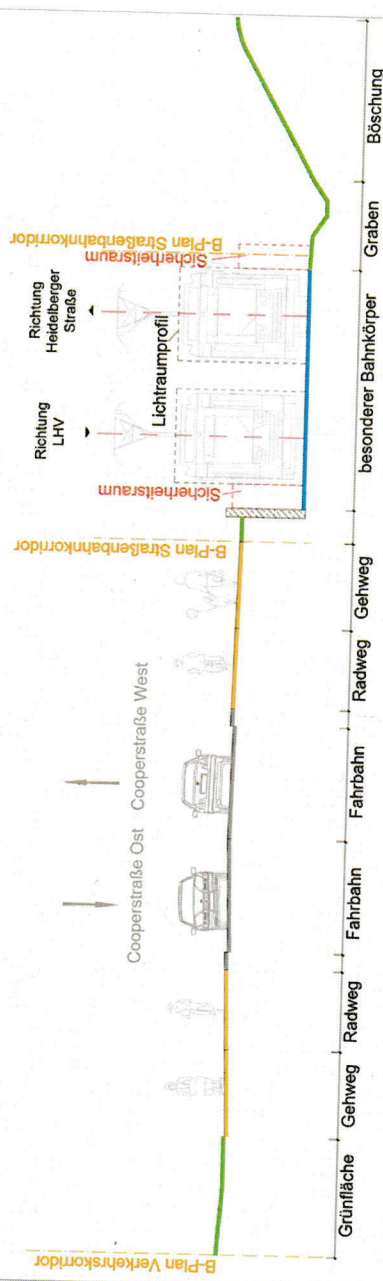 B-Plan Verkehrskorridor
Cooperstraße Ost
Cooperstraße West
B-Plan Straßenbahnkorridor
Richtung
LHV
Richtung
Heidelberger
Straße
Sicherheitsraum
Lichtraumprofil
Sicherheitsraum
B-Plan Straßenbahnkorridor
Grünfläche
Gehweg
Radweg
Fahrbahn
Fahrbahn
Radweg
Gehweg
besonderer Bahnkörper
Graben
Böschung